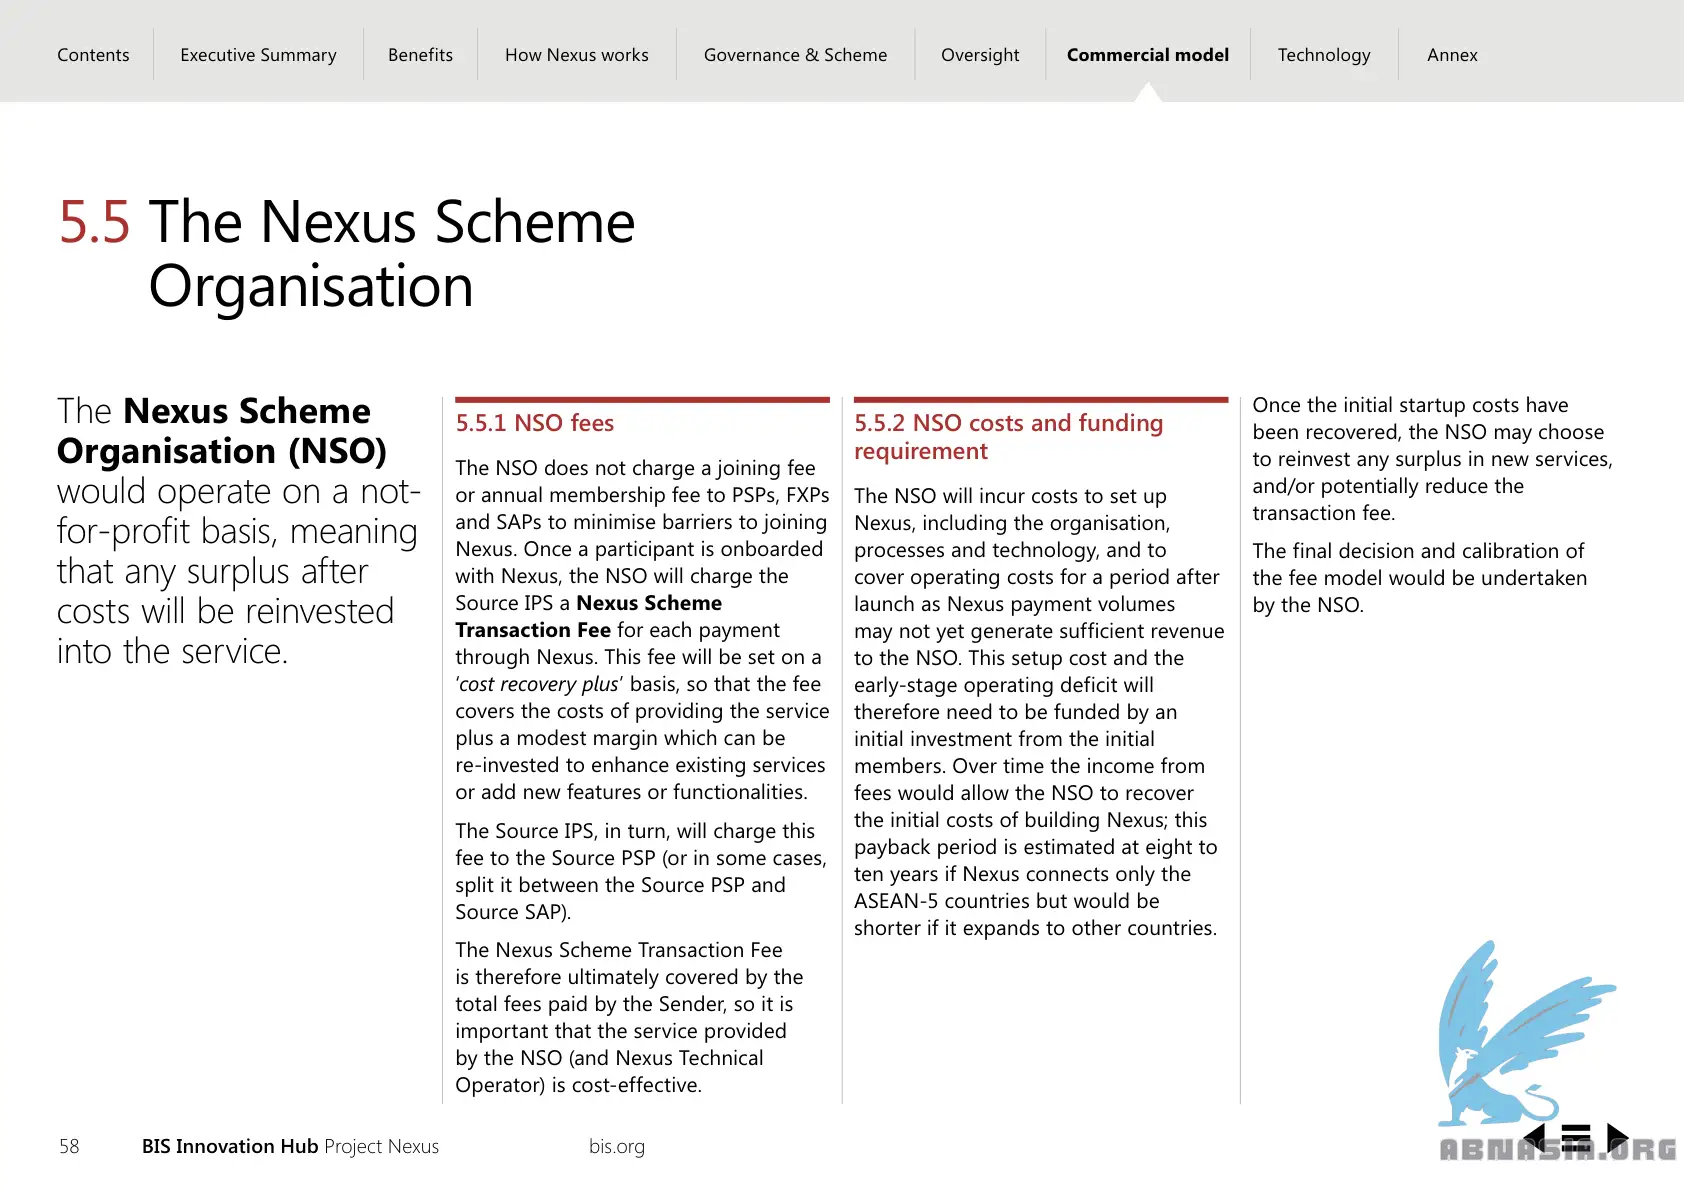 Contents
Executive Summary
Benefits
How Nexus works
Governance & Scheme
Oversight
Commercial model
Technology
Annex
5.5 The Nexus Scheme
Organisation
The Nexus Scheme
Organisation (NSO)
would operate on a not-
for-profit basis, meaning
that any surplus after
costs will be reinvested
into the service.
5.5.1 NSO fees
The NSO does not charge a joining fee
or annual membership fee to PSPs, FXPs
and SAPs to minimise barriers to joining
Nexus. Once a participant is onboarded
with Nexus, the NSO will charge the
Source IPS a Nexus Scheme
Transaction Fee for each payment
through Nexus. This fee will be set on a
‘cost recovery plus’ basis, so that the fee
covers the costs of providing the service
plus a modest margin which can be
re-invested to enhance existing services
or add new features or functionalities.
The Source IPS, in turn, will charge this
fee to the Source PSP (or in some cases,
split it between the Source PSP and
Source SAP).
The Nexus Scheme Transaction Fee
is therefore ultimately covered by the
total fees paid by the Sender, so it is
important that the service provided
by the NSO (and Nexus Technical
Operator) is cost-effective.
5.5.2 NSO costs and funding
requirement
The NSO will incur costs to set up
Nexus, including the organisation,
processes and technology, and to
cover operating costs for a period after
launch as Nexus payment volumes
may not yet generate sufficient revenue
to the NSO. This setup cost and the
early-stage operating deficit will
therefore need to be funded by an
initial investment from the initial
members. Over time the income from
fees would allow the NSO to recover
the initial costs of building Nexus; this
payback period is estimated at eight to
ten years if Nexus connects only the
ASEAN-5 countries but would be
shorter if it expands to other countries.
Once the initial startup costs have
been recovered, the NSO may choose
to reinvest any surplus in new services,
and/or potentially reduce the
transaction fee.
The final decision and calibration of
the fee model would be undertaken
by the NSO.
58
BIS Innovation Hub Project Nexus
bis.org
ABNASIA.ORG